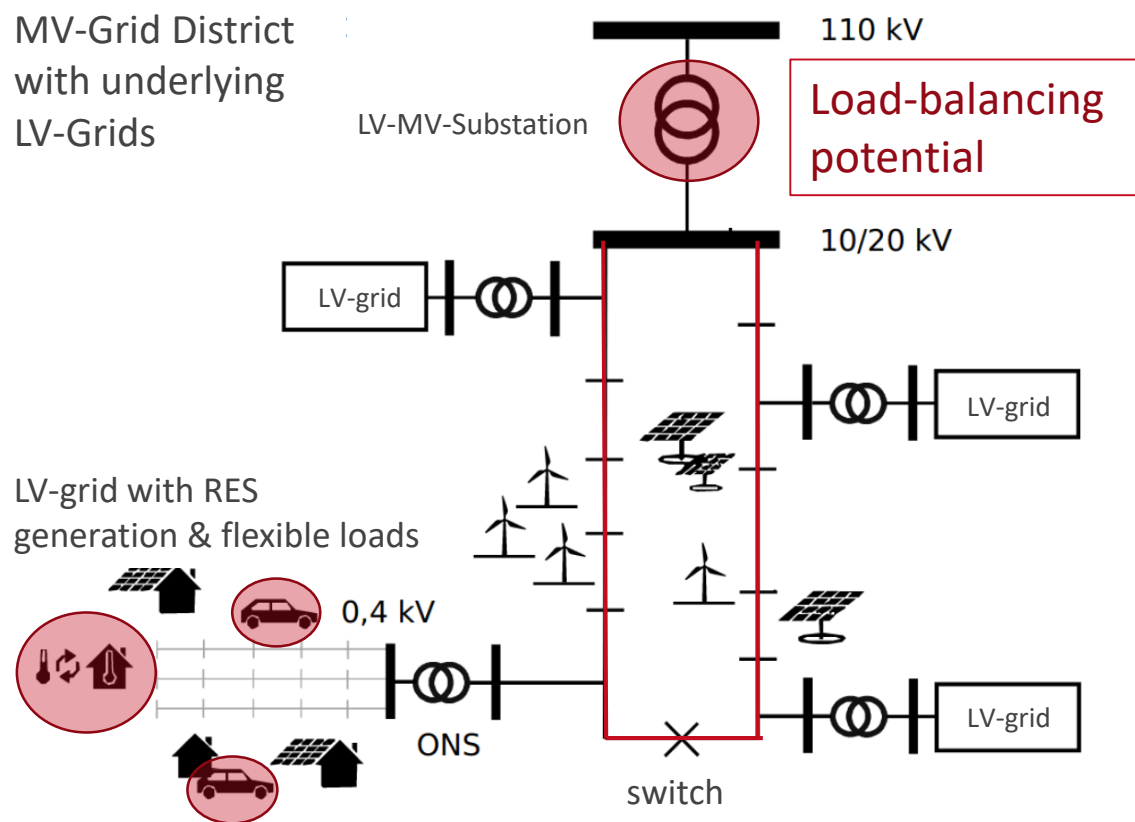 MV-Grid District
with underlying
LV-Grids
110 kV
LV-MV-Substation
Load-balancing
potential
10/20 kV
LV-grid
LV-grid
LV-grid with RES
generation & flexible loads
0,4 kV
ONS
LV-grid
switch